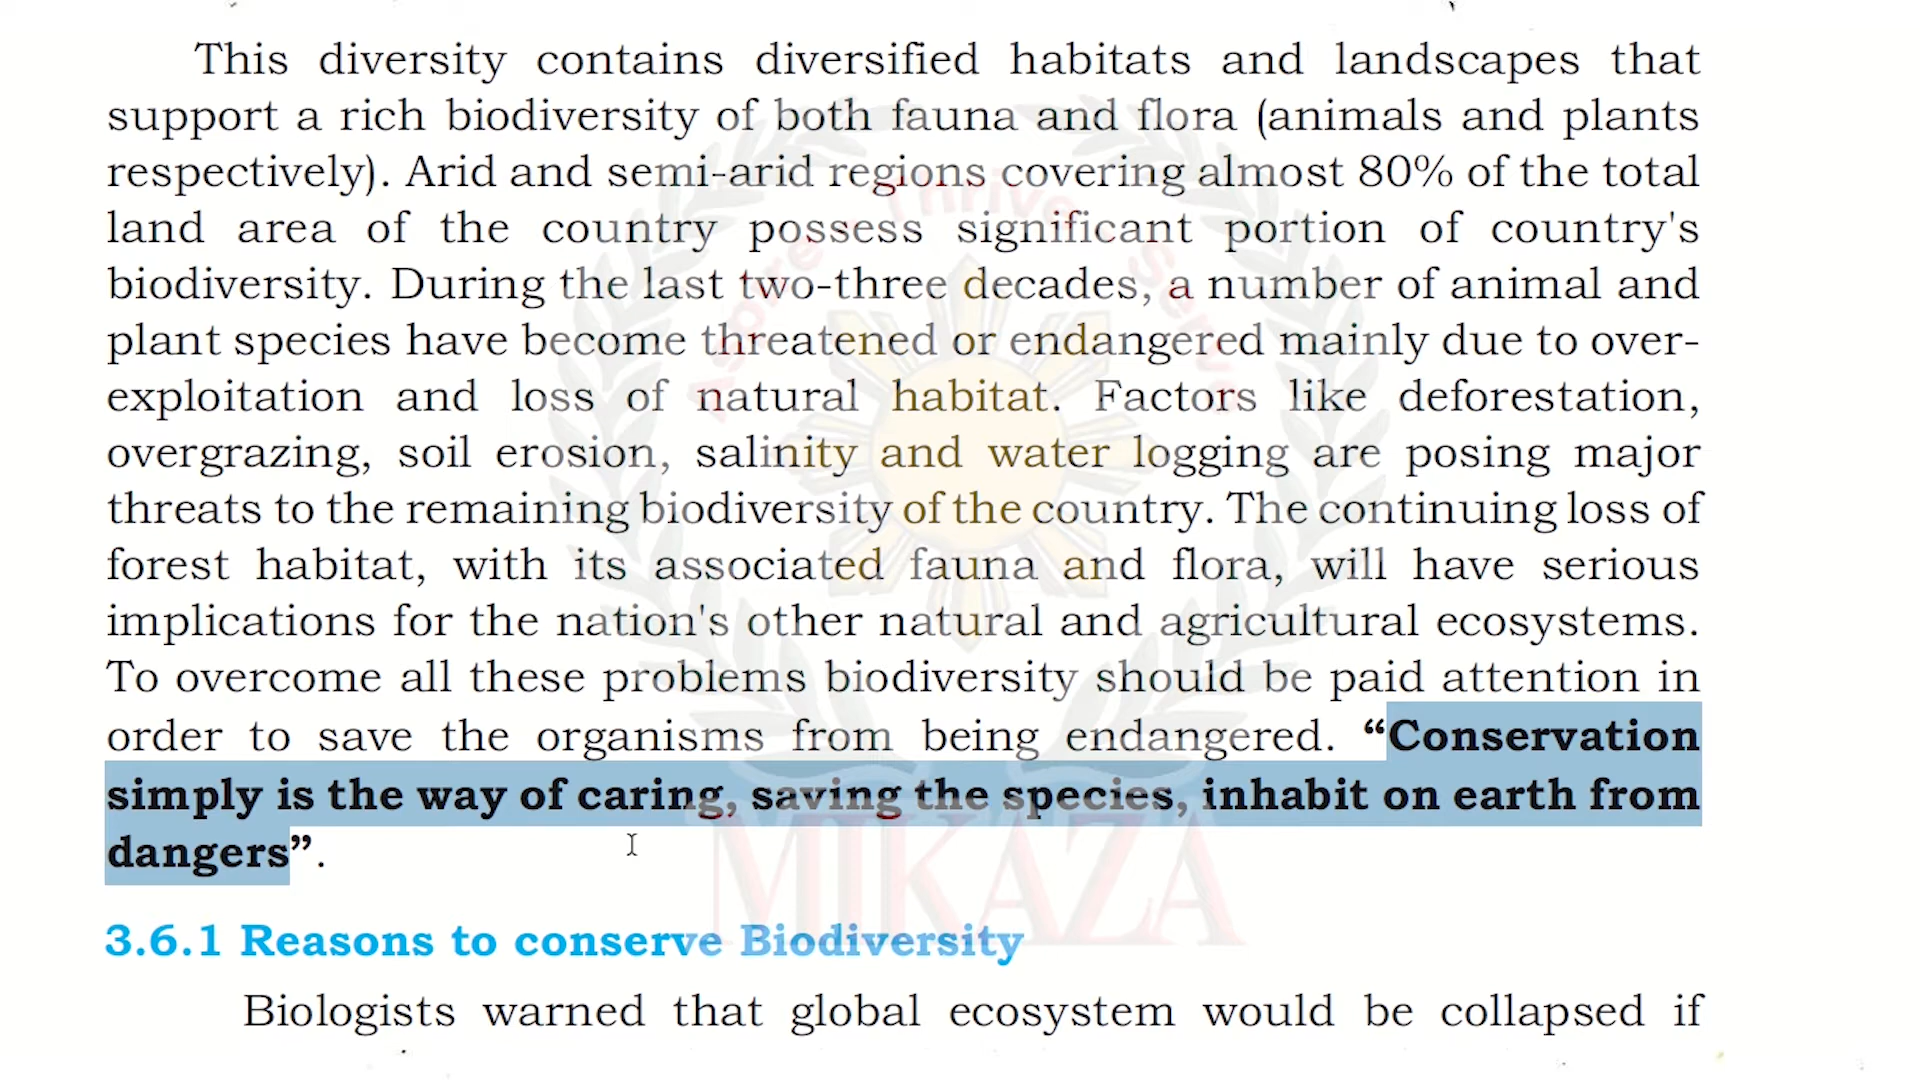 This diversity contains diversified habitats and landscapes that
support a rich biodiversity of both fauna and flora (animals and plants
respectively). Arid and semi-arid regions covering almost 80% of the total
land area of the country possess significant portion of country's
biodiversity. During the last two-three decades, a number of animal and
plant species have become threatened or endangered mainly due to over-
exploitation and loss of natural habitat. Factors like deforestation,
overgrazing, soil erosion, salinity and water logging are posing major
threats to the remaining biodiversity of the country. The continuing loss of
forest habitat, with its associated fauna and flora, will have serious
implications for the nation's other natural and agricultural ecosystems.
To overcome all these problems biodiversity should be paid attention in
order to save the organisms from being endangered. “Conservation
simply is the way of caring, saving the species, inhabit on earth from
dangers”.
3.6.1 Reasons to conserve Biodiversity
Biologists warned that global ecosystem would be collapsed if
Aspire Thrive Serve
MIKAZA